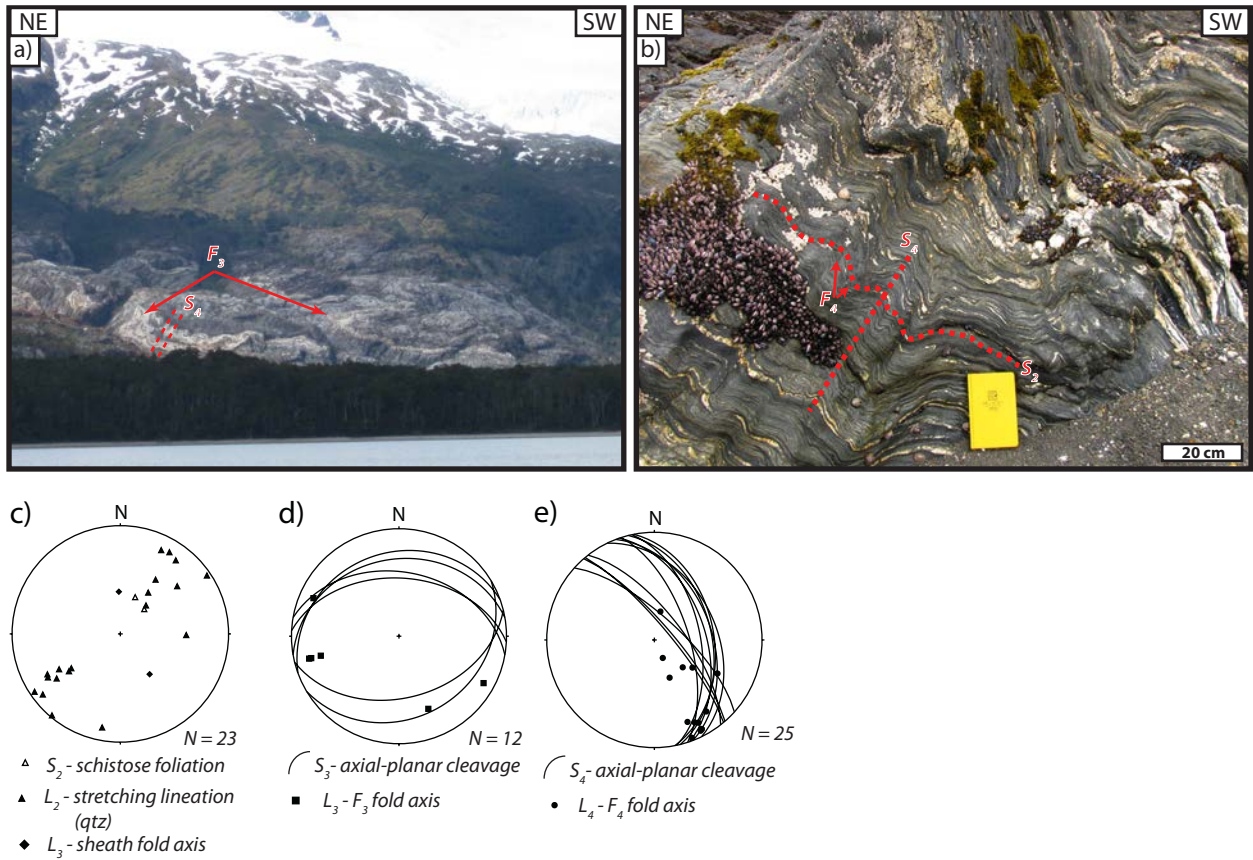 NE
SW
a)
F₃
S₄
NE
SW
b)
S₄
F₄
S₂
20 cm
c)
N
N = 23
S₂ - schistose foliation
L₂ - stretching lineation
(qtz)
L₃ - sheath fold axis
d)
N
N = 12
S₃- axial-planar cleavage
L₃ - F₃ fold axis
e)
N
N = 25
S₄- axial-planar cleavage
L₄ - F₄ fold axis